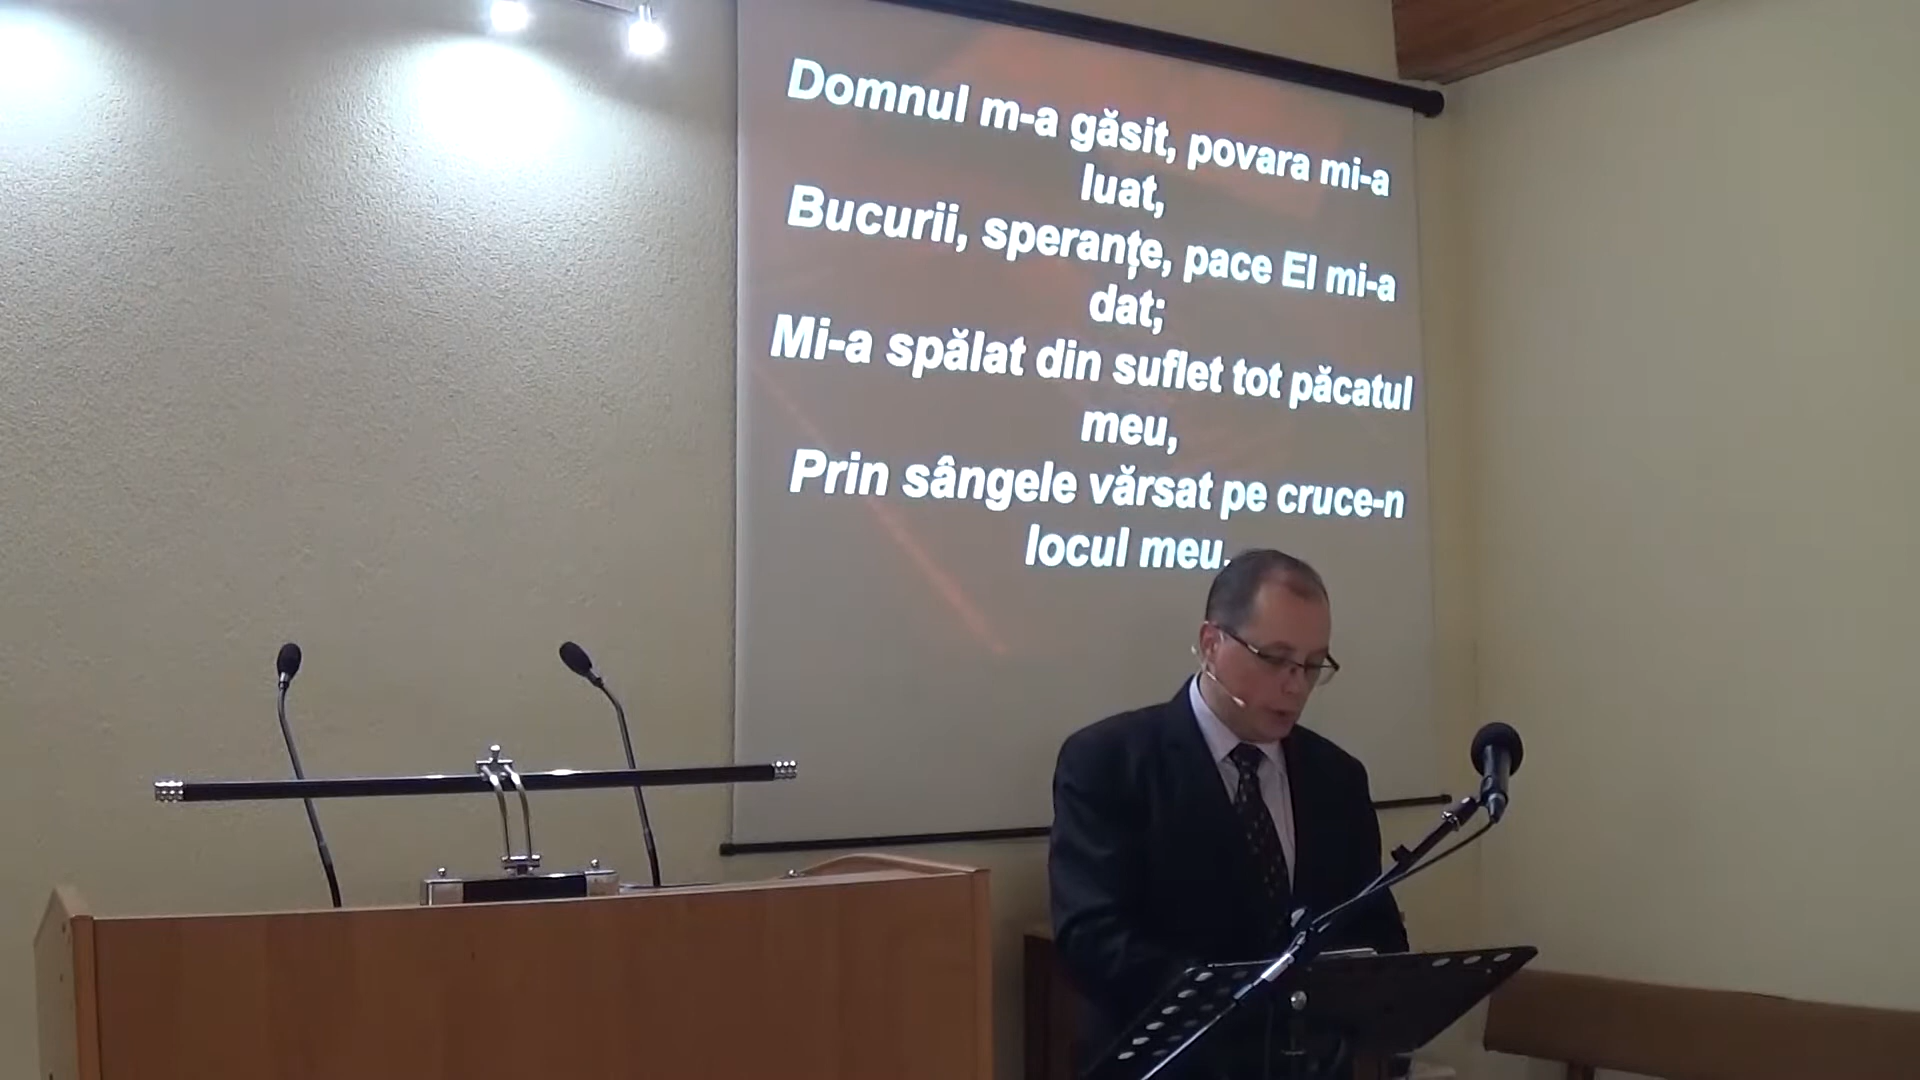 Domnul m-a găsit, povara mi-a
luat,
Bucurii, speranțe, pace El mi-a
dat;
Mi-a spălat din suflet tot păcatul
meu,
Prin sângele vărsat pe cruce-n
locul meu.